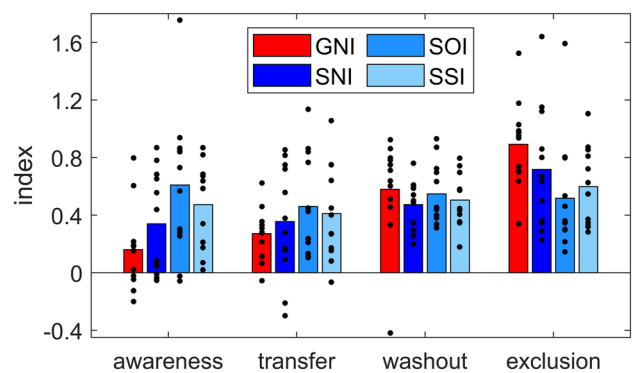 1.6
1.2
0.8
0.4
0
-0.4
index
GNI SOI
SNI SSI
awareness transfer washout exclusion